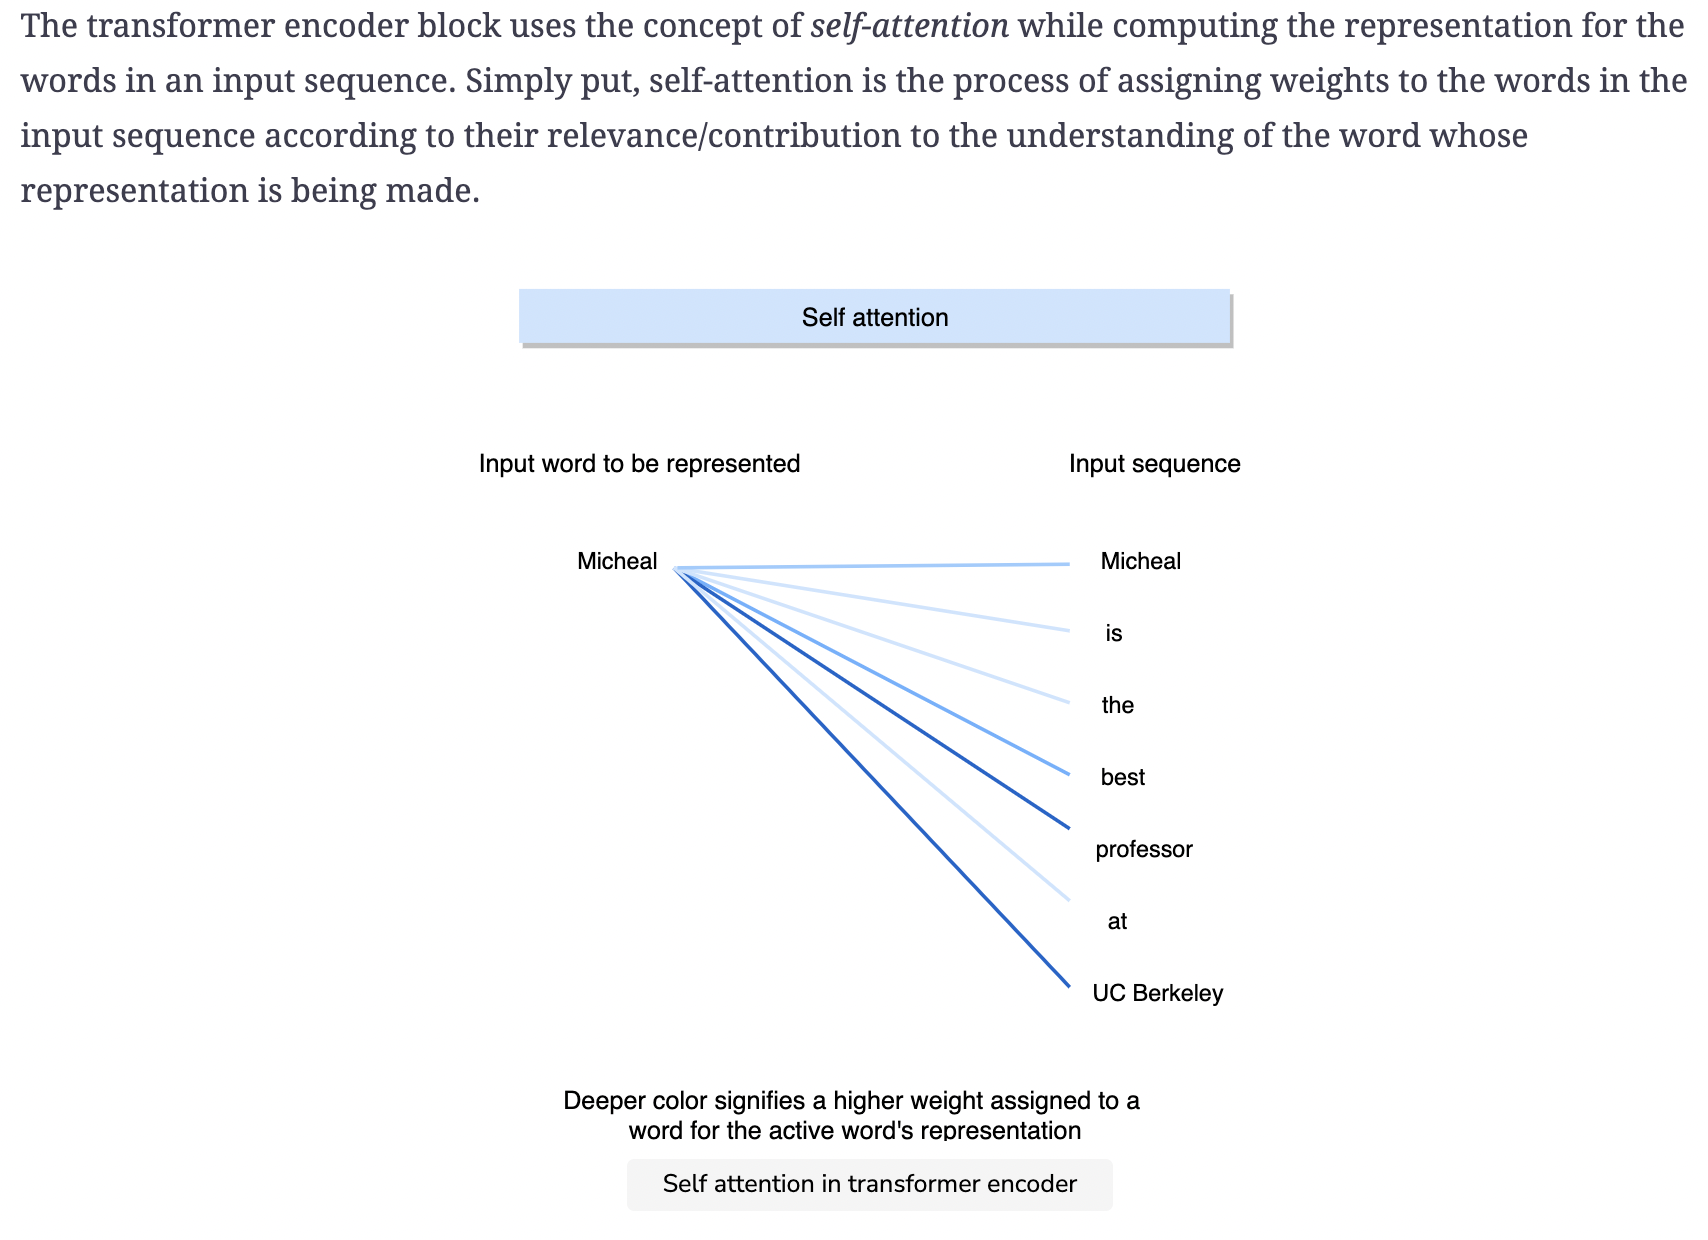 The transformer encoder block uses the concept of self-attention while computing the representation for the
words in an input sequence. Simply put, self-attention is the process of assigning weights to the words in the
input sequence according to their relevance/contribution to the understanding of the word whose
representation is being made.
Self attention
Input word to be represented
Input sequence
Micheal
Micheal
is
the
best
professor
at
UC Berkeley
Deeper color signifies a higher weight assigned to a
word for the active word's representation
Self attention in transformer encoder